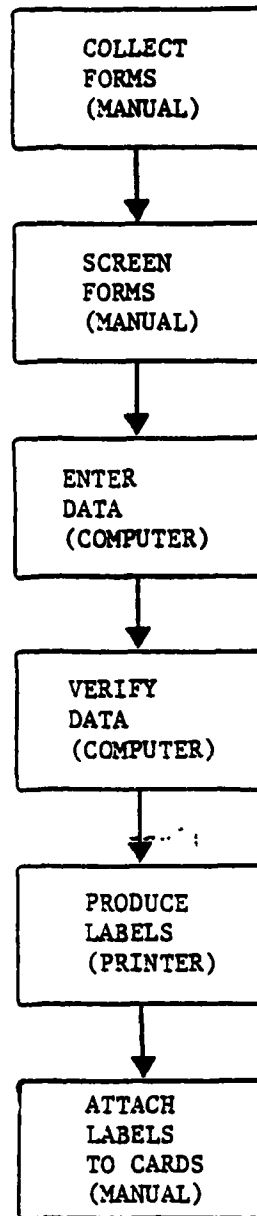 COLLECT
FORMS
(MANUAL)
SCREEN
FORMS
(MANUAL)
ENTER
DATA
(COMPUTER)
VERIFY
DATA
(COMPUTER)
PRODUCE
LABELS
(PRINTER)
ATTACH
LABELS
TO CARDS
(MANUAL)